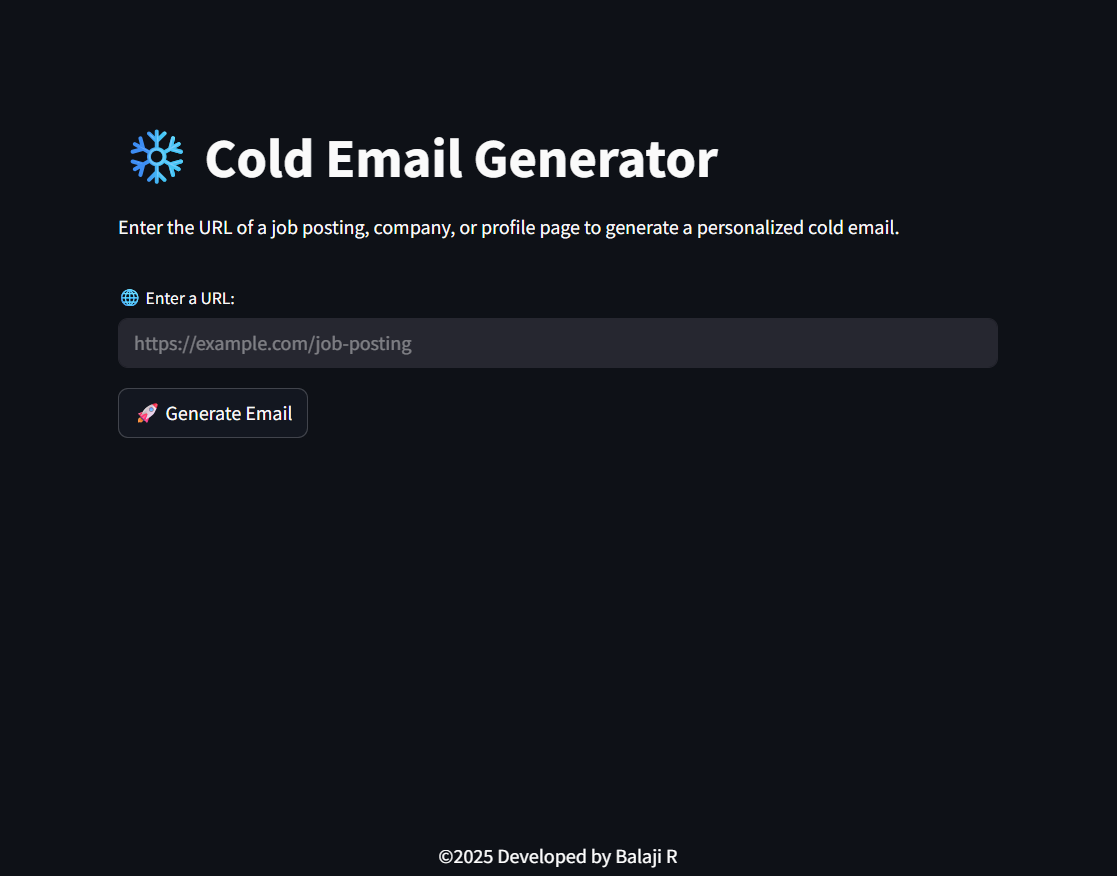 Cold Email Generator
Enter the URL of a job posting, company, or profile page to generate a personalized cold email.
Enter a URL:
https://example.com/job-posting
Generate Email
©2025 Developed by Balaji R